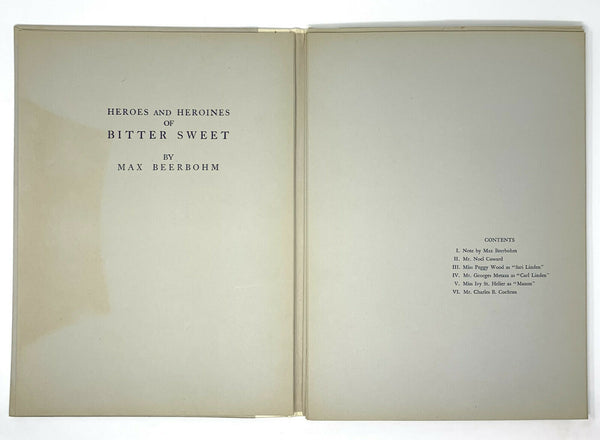 HEROES AND HEROINES
OF
BITTER SWEET
BY
MAX BEERBOHM
CONTENTS
I. Note by Max Beerbohm
II. Mr. Noel Coward
III. Miss Peggy Wood as "Sari Linden"
IV. Mr. Georges Metaxa as "Carl Linden"
V. Miss Ivy St. Helier as "Manon"
VI. Mr. Charles B. Cochran